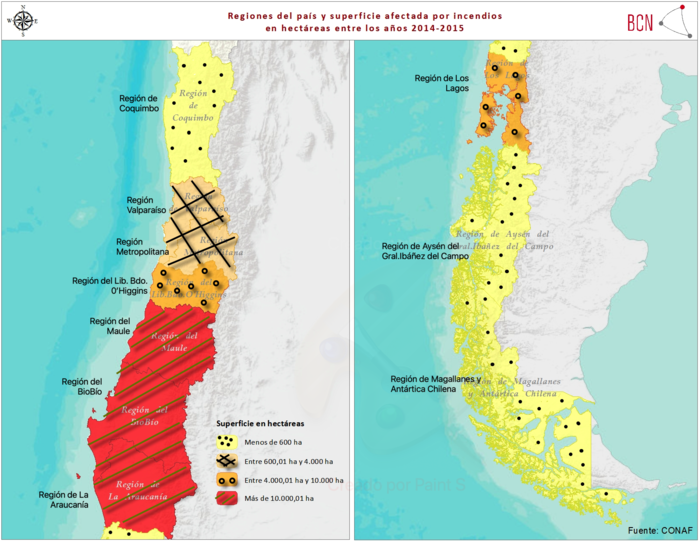 N
W
E
S
Regiones del país y superficie afectada por incendios
en hectáreas entre los años 2014-2015
BCN
Región de
Coquimbo
Región
de
Coquimbo
Región
Valparaíso
Región
Metropolitana
Región del Lib. Bdo.
O'Higgins
Región del
Maule
Región del
Maule
Región del
BioBío
Región del
BioBío
Región de La
Araucanía
Región de
La Araucanía
Superficie en hectáreas
Menos de 600 ha
Entre 600,01 ha y 4.000 ha
Entre 4.000,01 ha y 10.000 ha
Más de 10.000,01 ha
Región de Los
Lagos
Región de Aysén del
Gral.Ibáñez del Campo
Región de Aysén del
Gral.Ibáñez del Campo
Región de Magallanes y
Antártica Chilena
Región de Magallanes
y Antártica Chilena
Fuente: CONAF